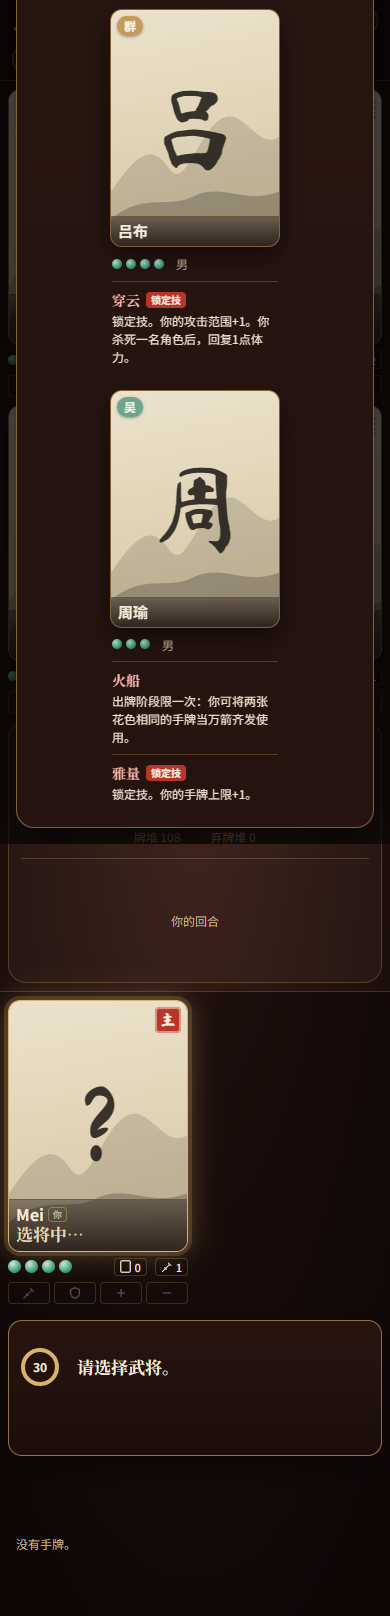 群
吕
吕布
男
穿云 锁定技
锁定技。你的攻击范围+1。你
杀死一名角色后，回复1点体
力。
吴
周
周瑜
男
火船
出牌阶段限一次：你可将两张
花色相同的手牌当万箭齐发使
用。
雅量 锁定技
锁定技。你的手牌上限+1。
牌堆 108 弃牌堆 0
你的回合
主
?
Mei 你
选将中…
0 1
30 请选择武将。
没有手牌。